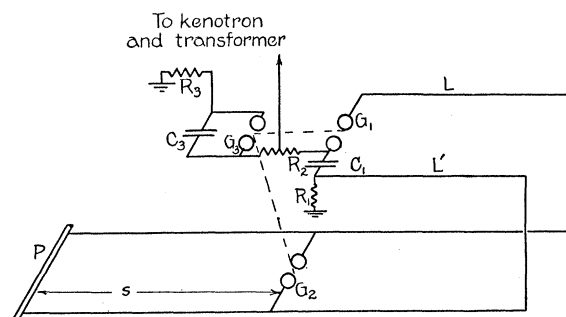 To kenotron
and transformer
R3
L
G1
C3
G3
R2
C1
L'
R1
P
G2
s